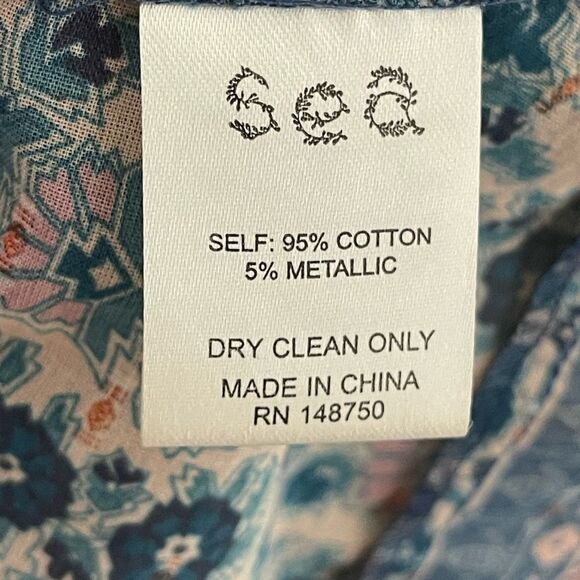 Sea
SELF: 95% COTTON
5% METALLIC
DRY CLEAN ONLY
MADE IN CHINA
RN 148750